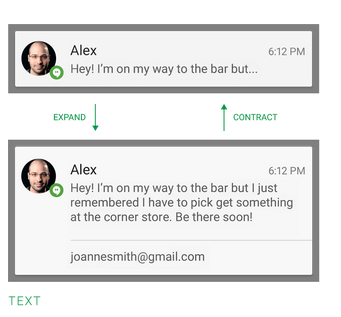 Alex
6:12 PM
Hey! I'm on my way to the bar but...
EXPAND
CONTRACT
Alex
6:12 PM
Hey! I'm on my way to the bar but I just
remembered I have to pick get something
at the corner store. Be there soon!
joannesmith@gmail.com
TEXT